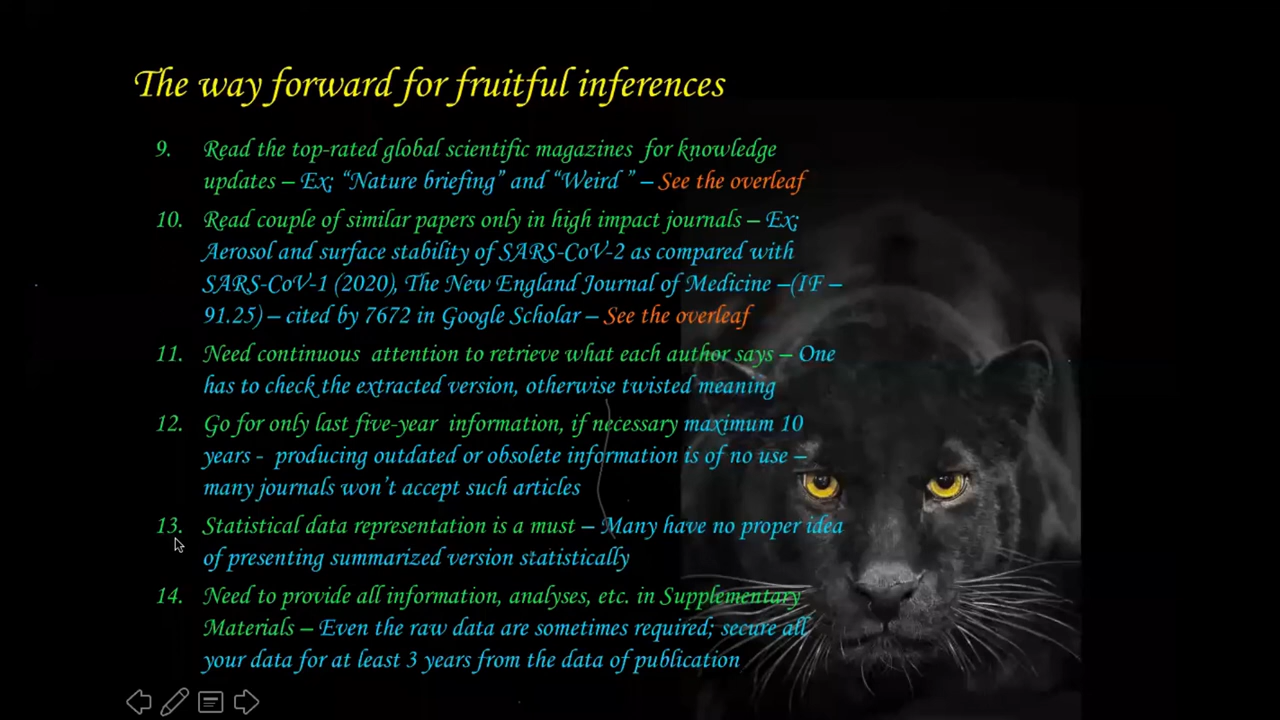 The way forward for fruitful inferences
9. Read the top-rated global scientific magazines for knowledge
updates – Ex; “Nature briefing” and “Weird ” – See the overleaf
10. Read couple of similar papers only in high impact journals – Ex;
Aerosol and surface stability of SARS-CoV-2 as compared with
SARS-CoV-1 (2020), The New England Journal of Medicine –(IF –
91.25) – cited by 7672 in Google Scholar – See the overleaf
11. Need continuous attention to retrieve what each author says – One
has to check the extracted version, otherwise twisted meaning
12. Go for only last five-year information, if necessary maximum 10
years - producing outdated or obsolete information is of no use –
many journals won’t accept such articles
13. Statistical data representation is a must – Many have no proper idea
of presenting summarized version statistically
14. Need to provide all information, analyses, etc. in Supplementary
Materials – Even the raw data are sometimes required; secure all
your data for at least 3 years from the data of publication